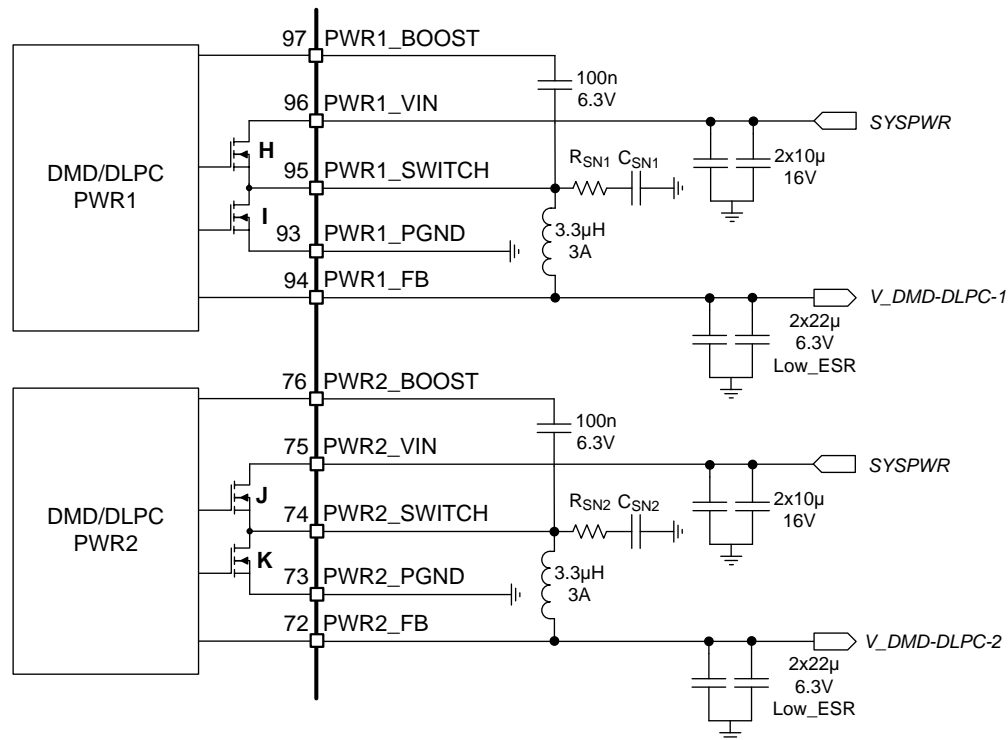 97 PWR1_BOOST
100n
6.3V
96 PWR1_VIN
SYSPWR
H
DMD/DLPC
PWR1
2x10µ
16V
95 PWR1_SWITCH
RSN1 CSN1
I
93 PWR1_PGND
3.3µH
3A
94 PWR1_FB
V_DMD-DLPC-1
2x22µ
6.3V
Low_ESR
76 PWR2_BOOST
100n
6.3V
75 PWR2_VIN
SYSPWR
J
DMD/DLPC
PWR2
2x10µ
16V
74 PWR2_SWITCH
RSN2 CSN2
K
73 PWR2_PGND
3.3µH
3A
72 PWR2_FB
V_DMD-DLPC-2
2x22µ
6.3V
Low_ESR